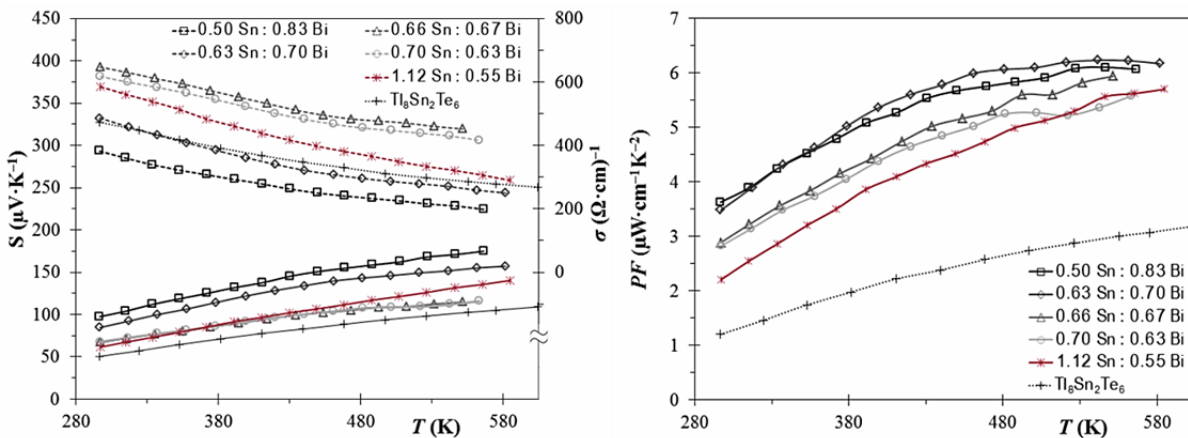 450
400
350
300
250
200
150
100
50
0
S (μV·K⁻¹)
0.50 Sn : 0.83 Bi
0.66 Sn : 0.67 Bi
0.63 Sn : 0.70 Bi
0.70 Sn : 0.63 Bi
1.12 Sn : 0.55 Bi
Tl₈Sn₂Te₆
800
600
400
200
0
≈
σ (Ω·cm)⁻¹
280
380
480
580
T (K)
7
6
5
4
3
2
1
0
PF (μW·cm⁻¹K⁻²)
0.50 Sn : 0.83 Bi
0.63 Sn : 0.70 Bi
0.66 Sn : 0.67 Bi
0.70 Sn : 0.63 Bi
1.12 Sn : 0.55 Bi
Tl₈Sn₂Te₆
280
380
480
580
T (K)